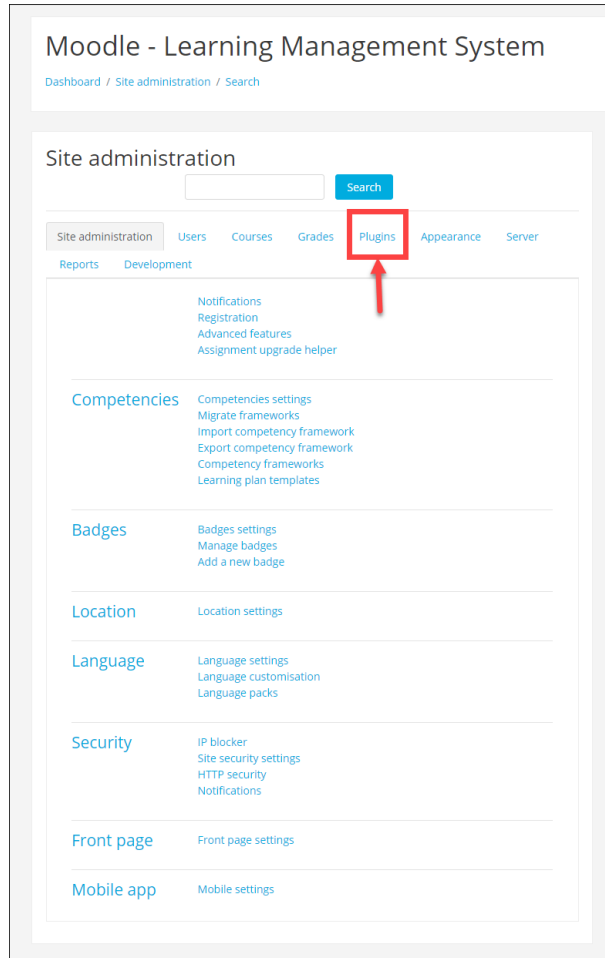 Moodle - Learning Management System
Dashboard / Site administration / Search
Site administration
Search
Site administration Users Courses Grades Plugins Appearance Server
Reports Development
Notifications
Registration
Advanced features
Assignment upgrade helper
Competencies Competencies settings
Migrate frameworks
Import competency framework
Export competency framework
Competency frameworks
Learning plan templates
Badges Badges settings
Manage badges
Add a new badge
Location Location settings
Language Language settings
Language customisation
Language packs
Security IP blocker
Site security settings
HTTP security
Notifications
Front page Front page settings
Mobile app Mobile settings